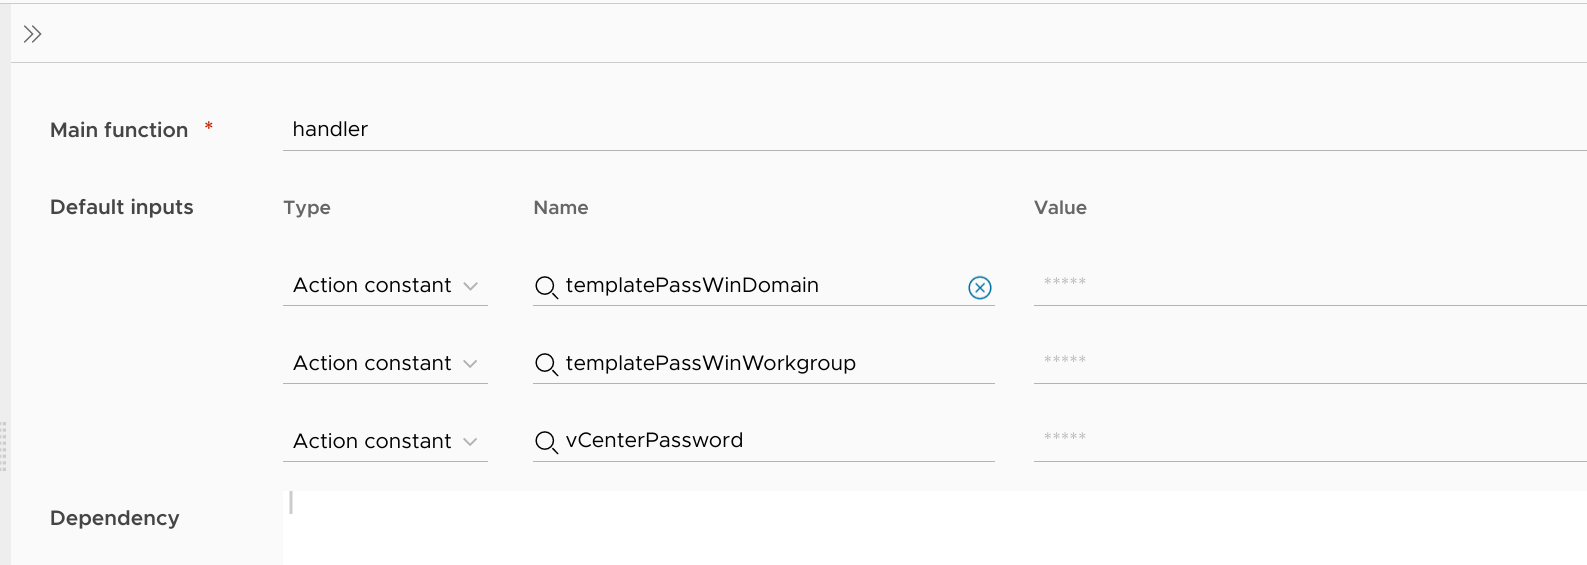 Main function *
handler
Default inputs
Type Name Value
Action constant templatePassWinDomain *****
Action constant templatePassWinWorkgroup *****
Action constant vCenterPassword *****
Dependency